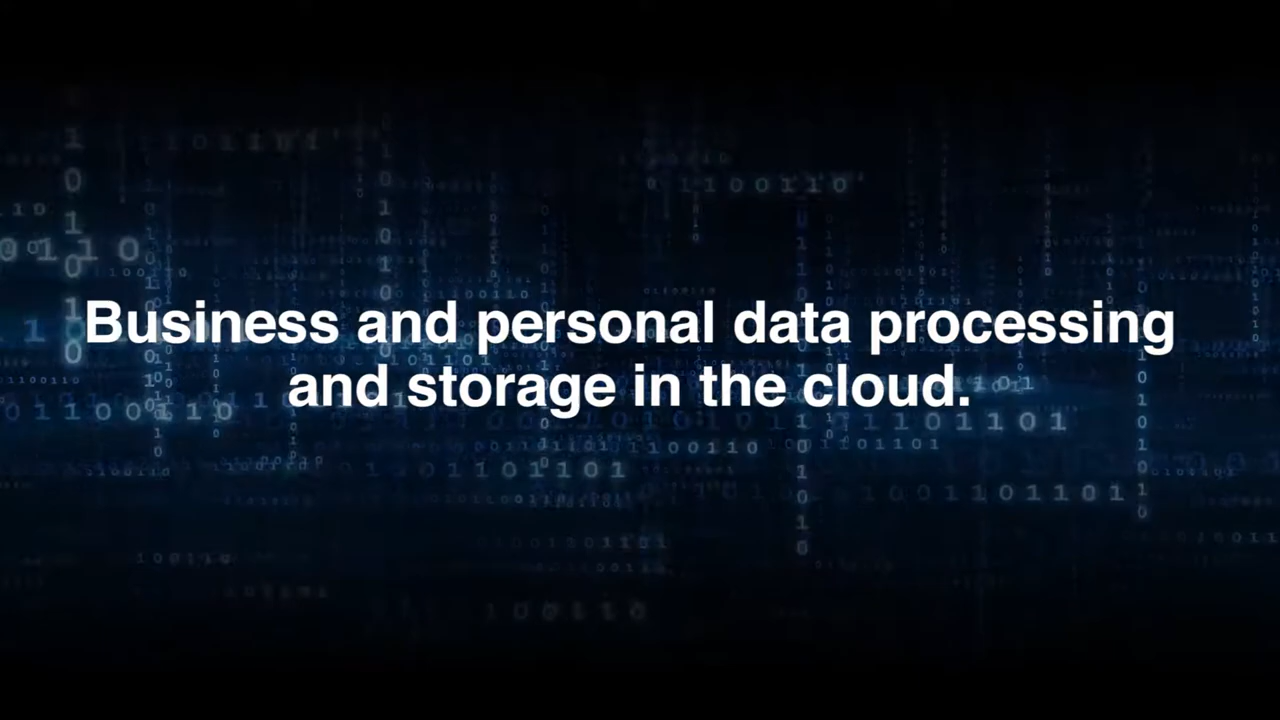 Business and personal data processing
and storage in the cloud.